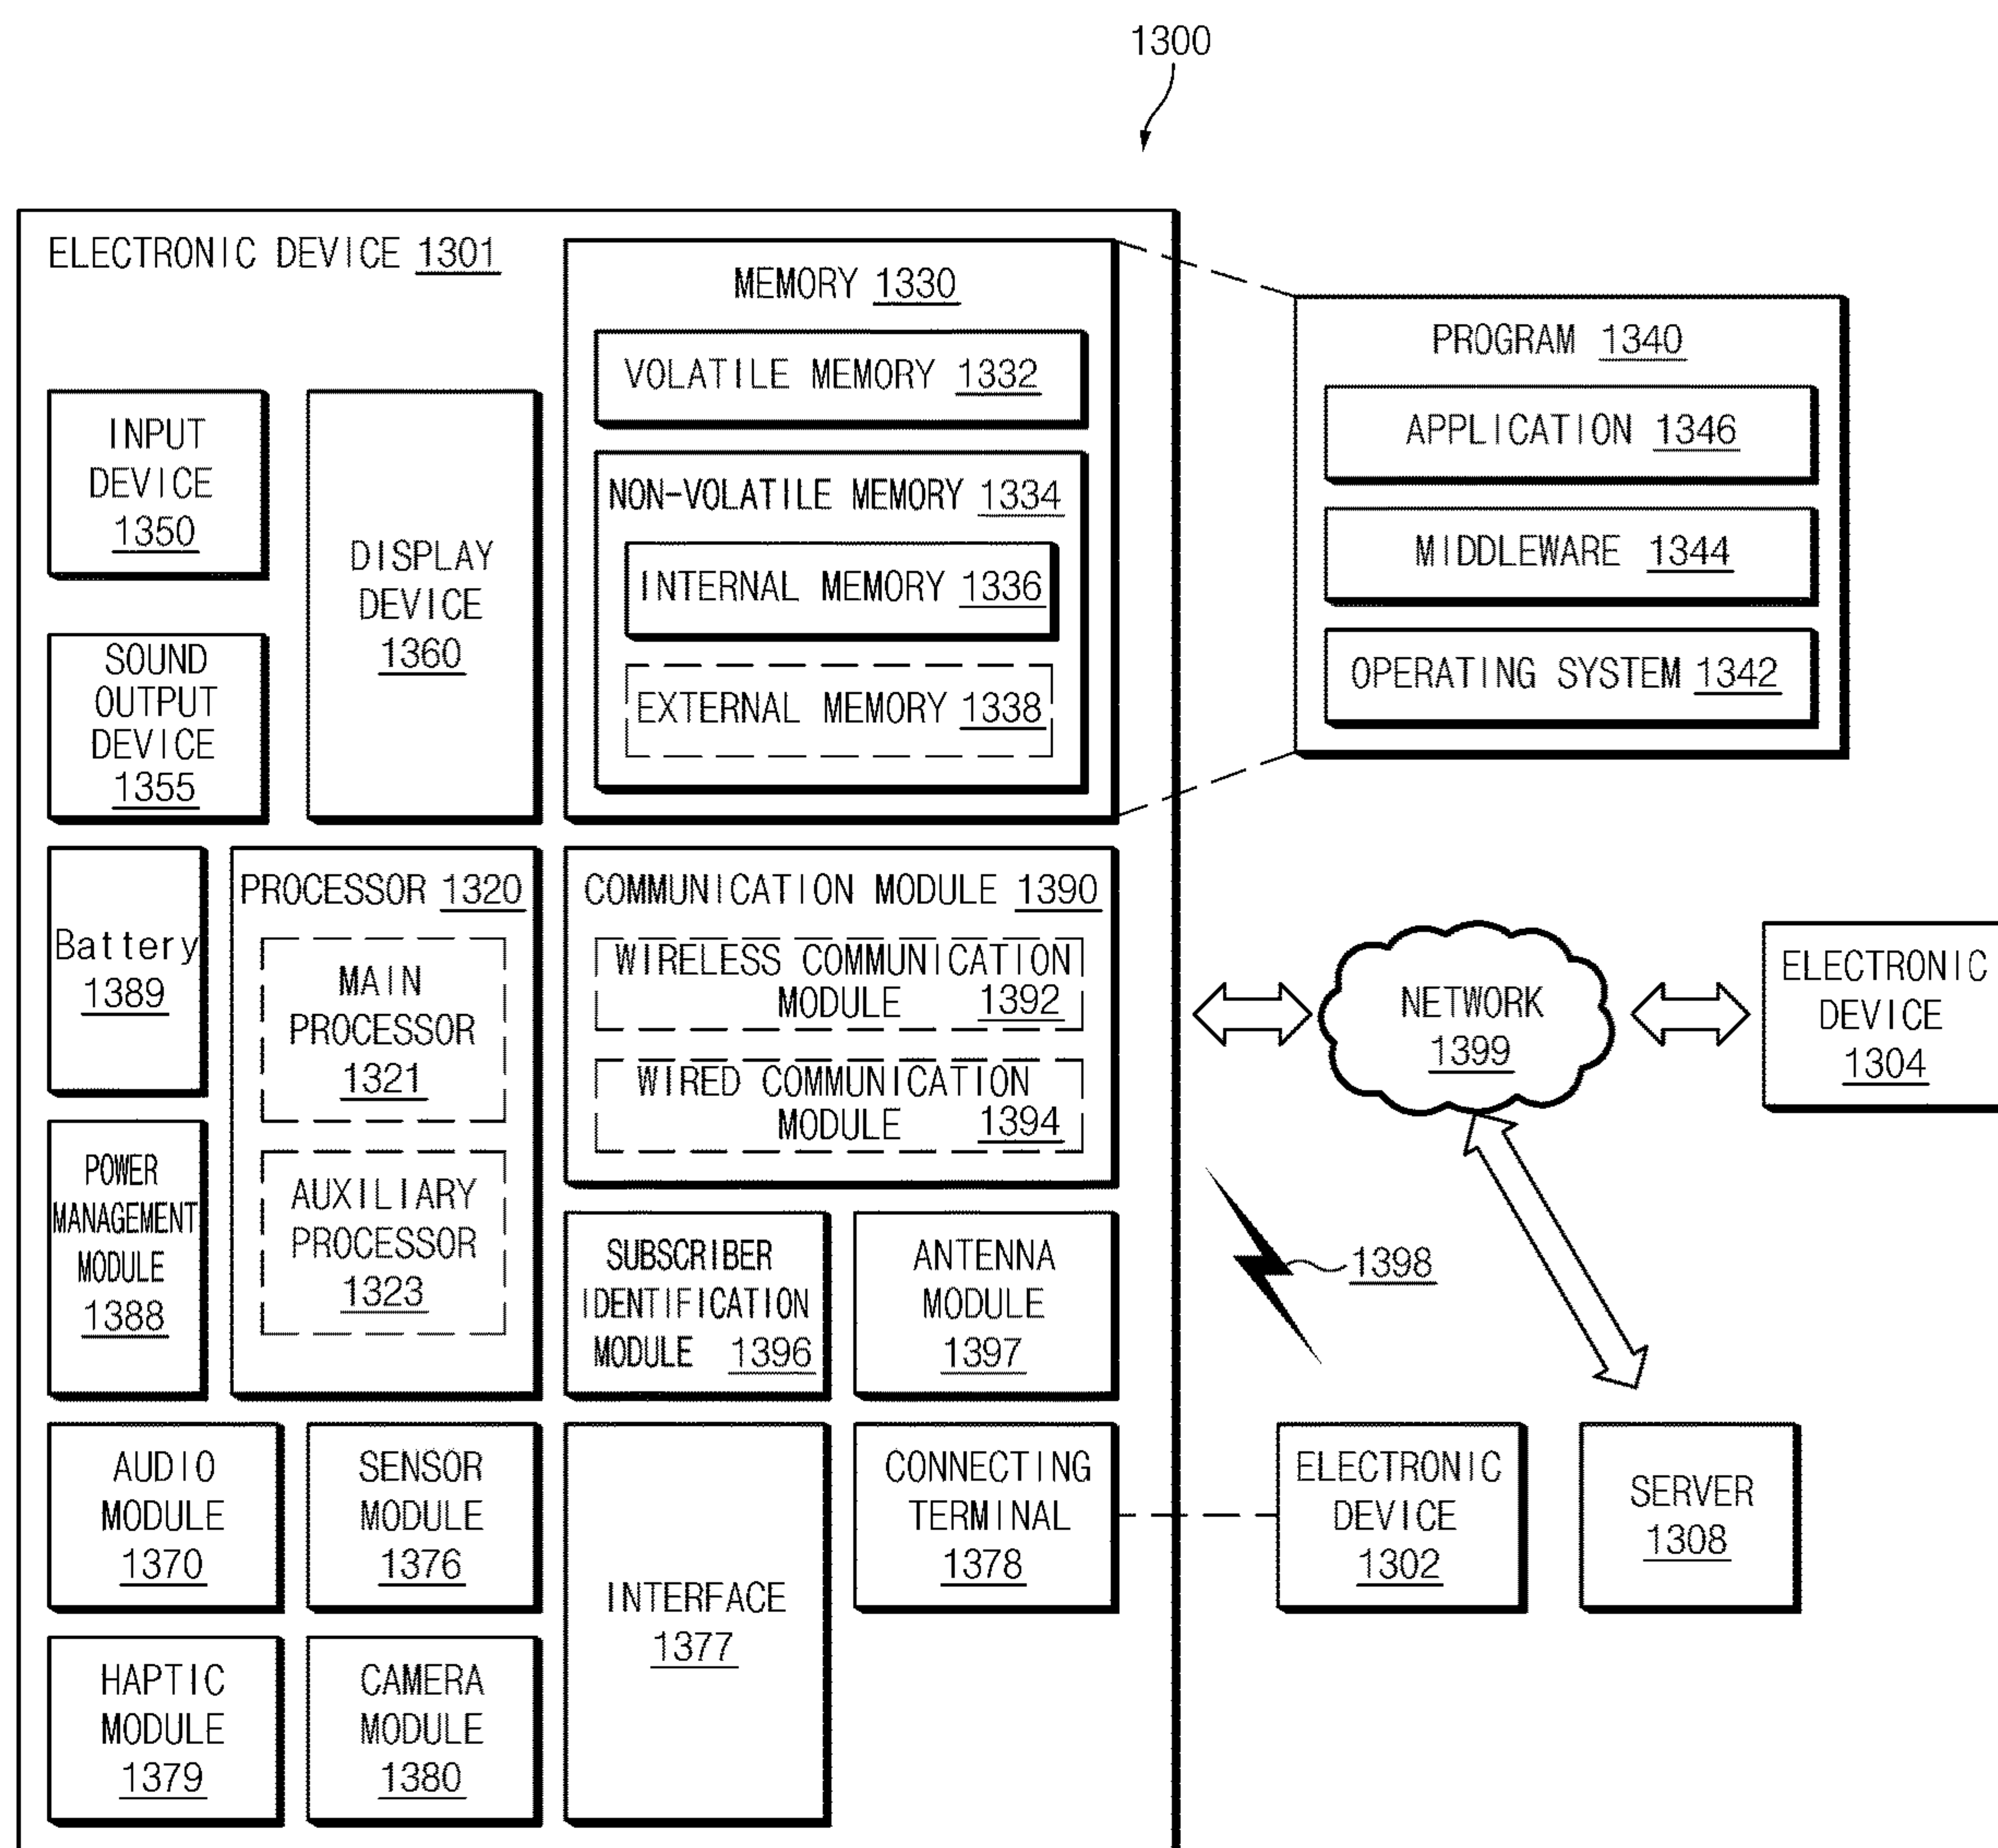 1300
ELECTRONIC DEVICE 1301
MEMORY 1330
VOLATILE MEMORY 1332
NON-VOLATILE MEMORY 1334
INTERNAL MEMORY 1336
EXTERNAL MEMORY 1338
PROGRAM 1340
APPLICATION 1346
MIDDLEWARE 1344
OPERATING SYSTEM 1342
INPUT
DEVICE
1350
DISPLAY
DEVICE
1360
SOUND
OUTPUT
DEVICE
1355
Battery
1389
PROCESSOR 1320
MAIN
PROCESSOR
1321
AUXILIARY
PROCESSOR
1323
COMMUNICATION MODULE 1390
WIRELESS COMMUNICATION
MODULE 1392
WIRED COMMUNICATION
MODULE 1394
NETWORK
1399
ELECTRONIC
DEVICE
1304
POWER
MANAGEMENT
MODULE
1388
SUBSCRIBER
IDENTIFICATION
MODULE 1396
ANTENNA
MODULE
1397
1398
AUDIO
MODULE
1370
SENSOR
MODULE
1376
INTERFACE
1377
CONNECTING
TERMINAL
1378
ELECTRONIC
DEVICE
1302
SERVER
1308
HAPTIC
MODULE
1379
CAMERA
MODULE
1380